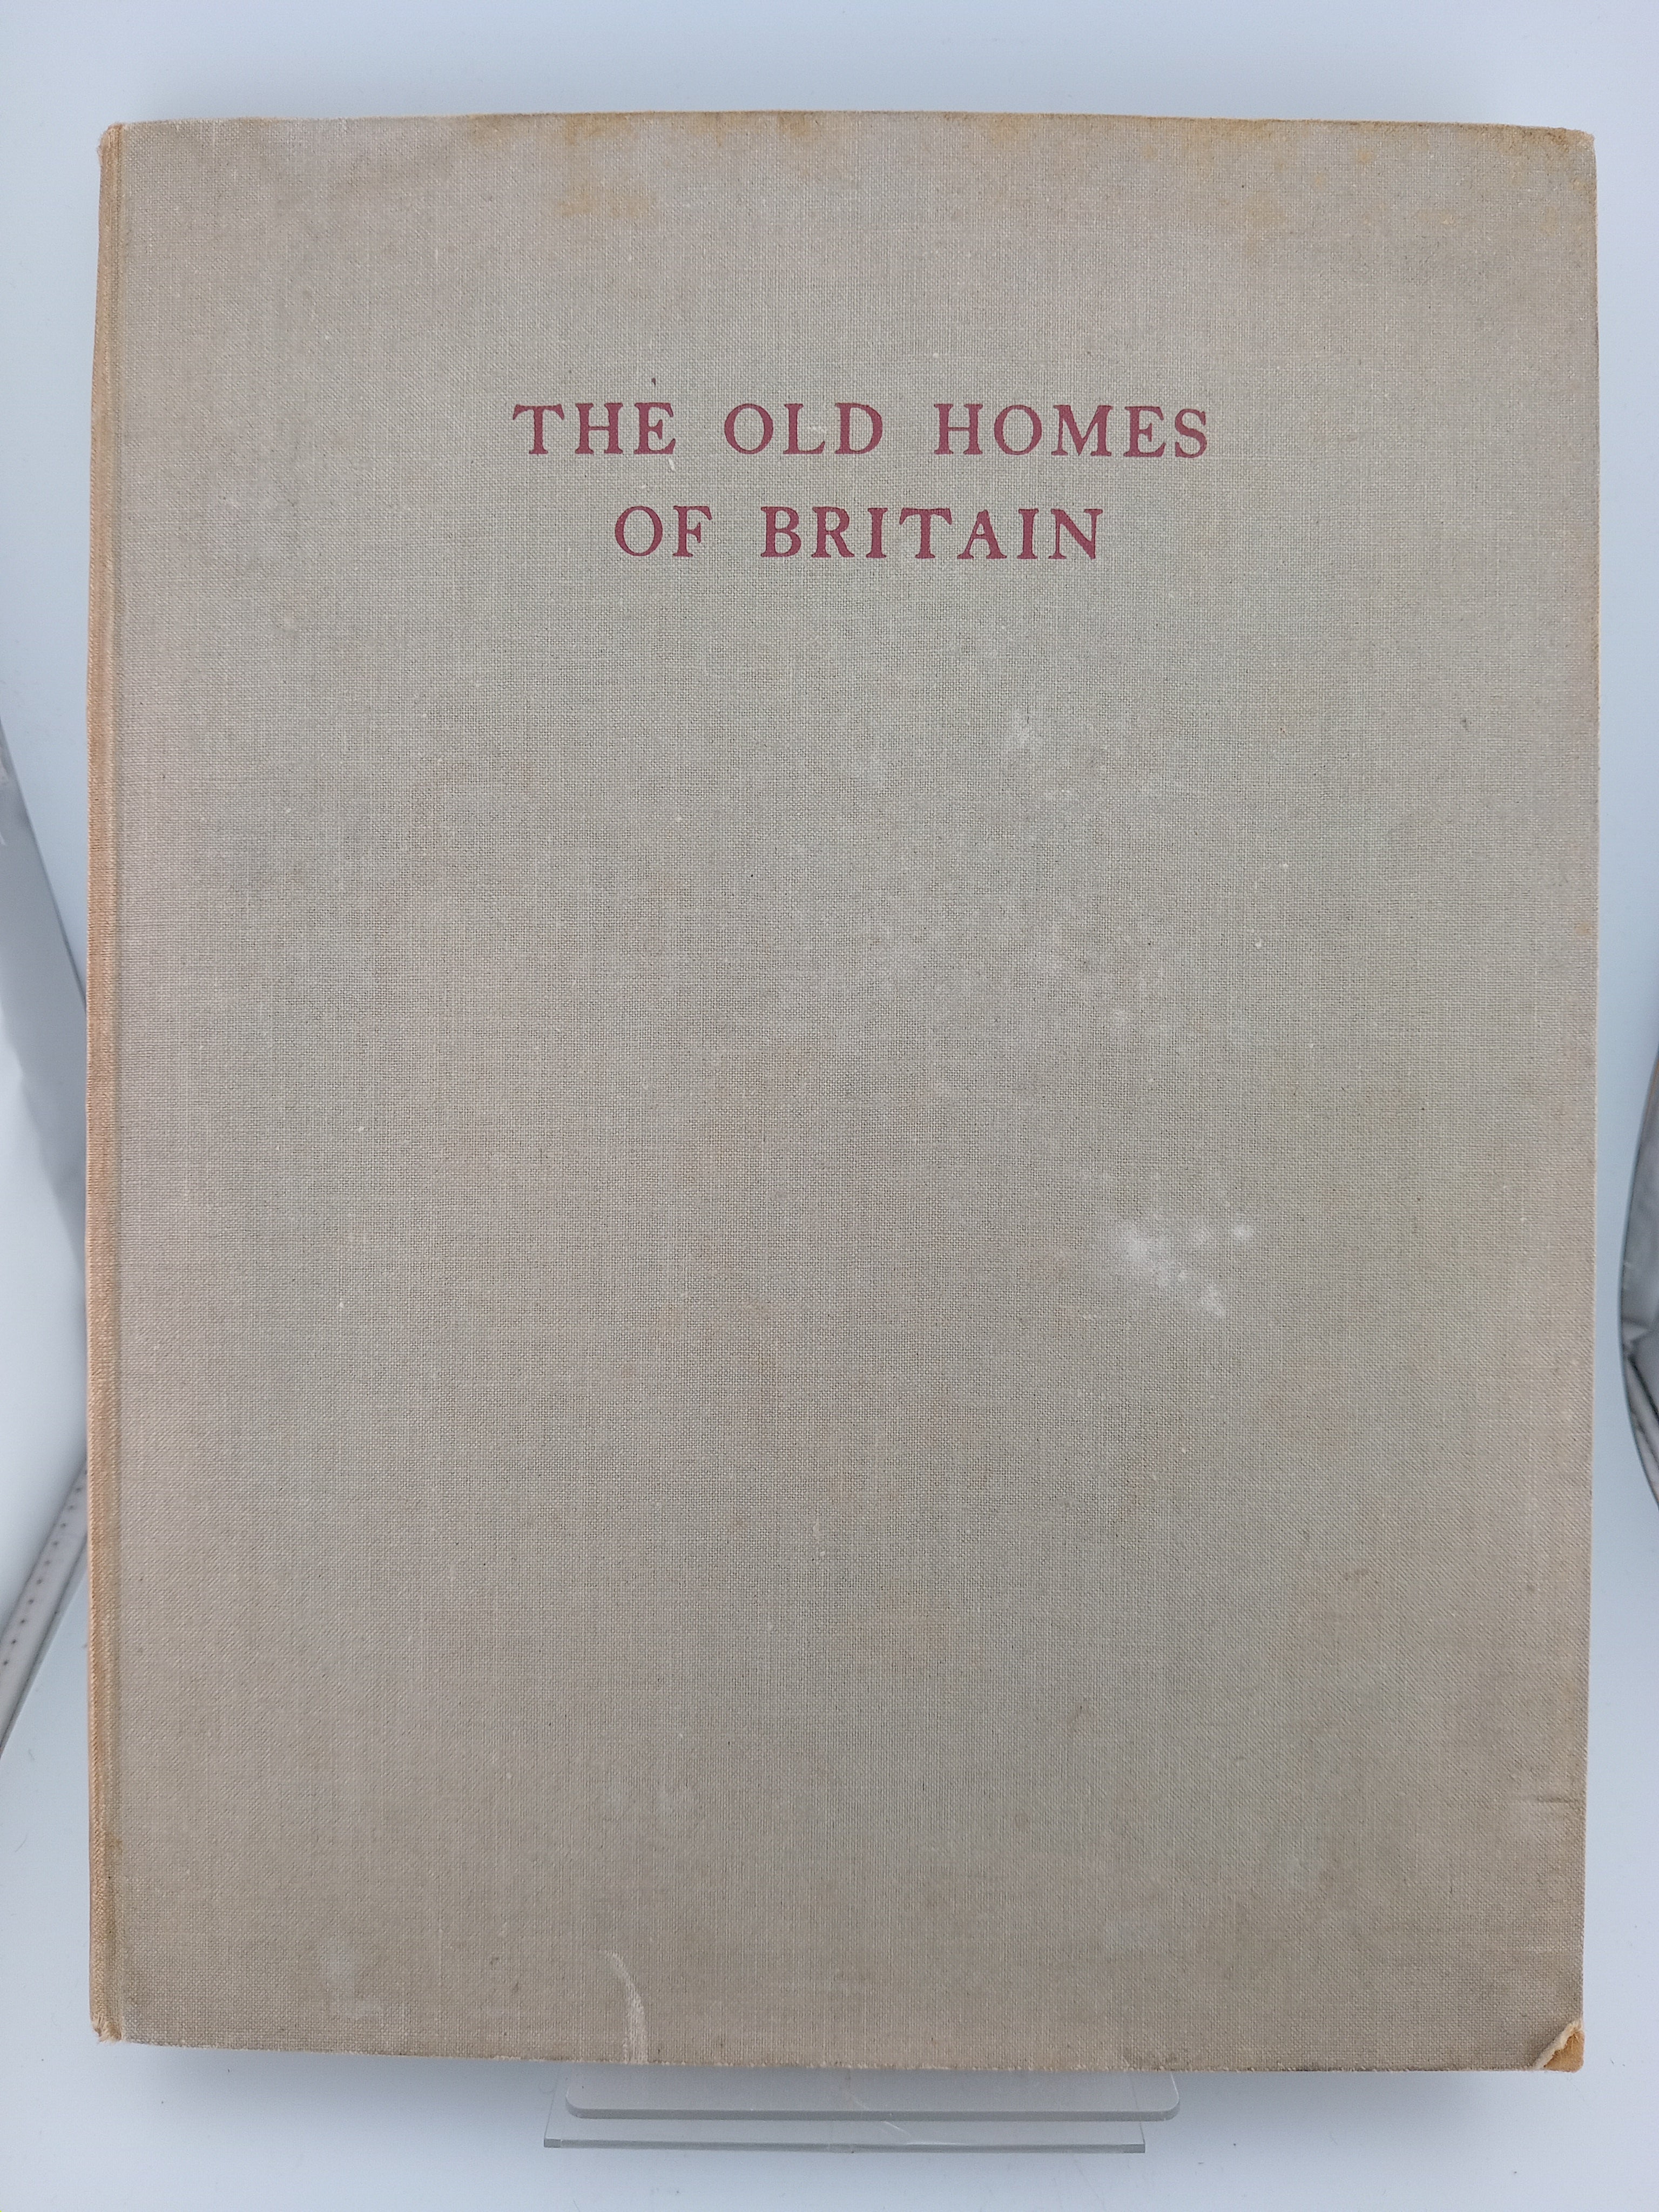 THE OLD HOMES
OF BRITAIN